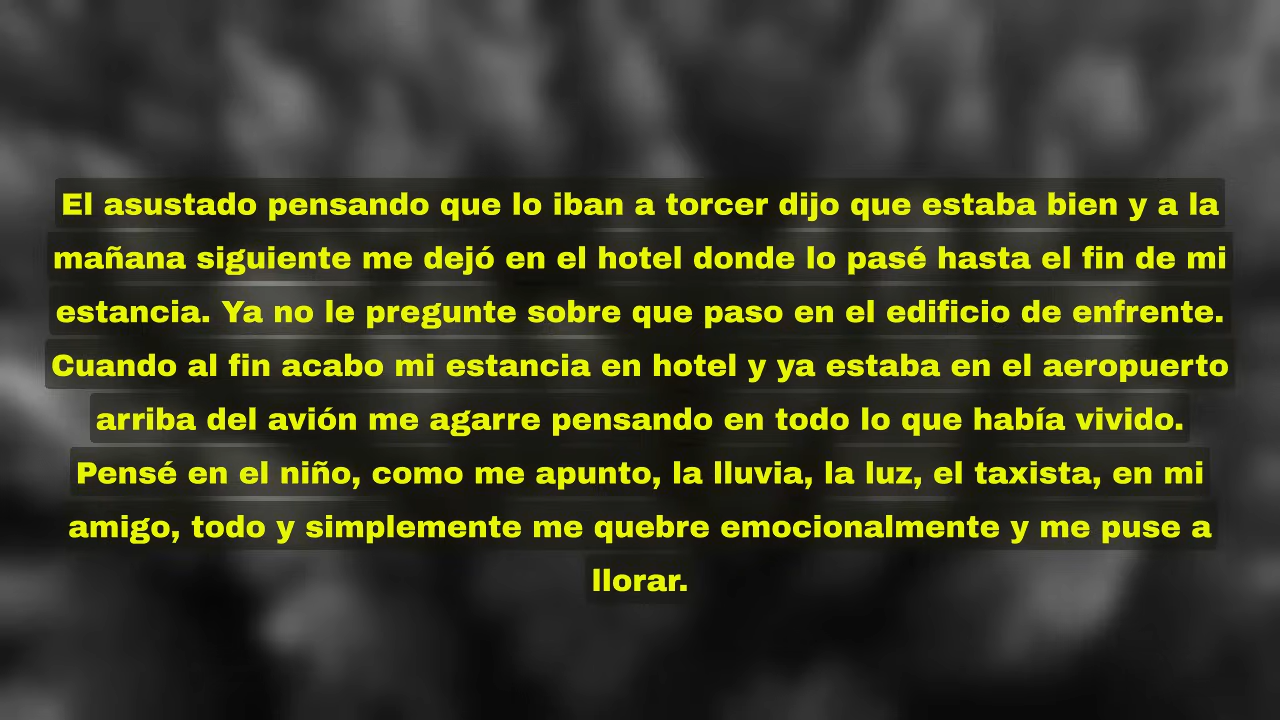 El asustado pensando que lo iban a torcer dijo que estaba bien y a la
mañana siguiente me dejó en el hotel donde lo pasé hasta el fin de mi
estancia. Ya no le pregunte sobre que paso en el edificio de enfrente.
Cuando al fin acabo mi estancia en hotel y ya estaba en el aeropuerto
arriba del avión me agarre pensando en todo lo que había vivido.
Pensé en el niño, como me apunto, la lluvia, la luz, el taxista, en mi
amigo, todo y simplemente me quebre emocionalmente y me puse a
llorar.